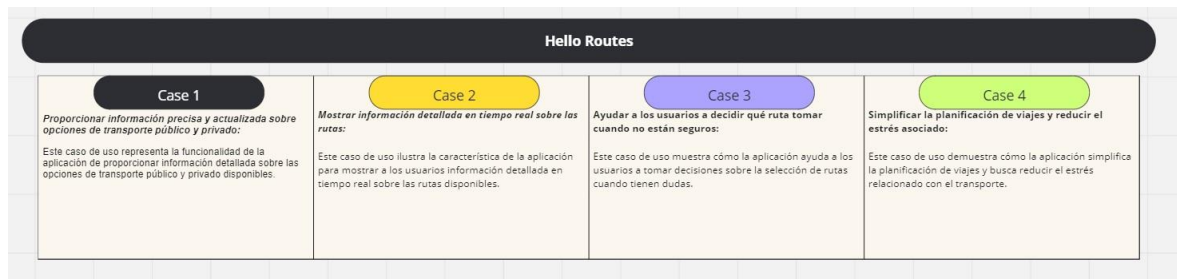 Hello Routes
Case 1
Proporcionar información precisa y actualizada sobre
opciones de transporte público y privado:
Este caso de uso representa la funcionalidad de la
aplicación de proporcionar información detallada sobre las
opciones de transporte público y privado disponibles.
Case 2
Mostrar información detallada en tiempo real sobre las
rutas:
Este caso de uso ilustra la característica de la aplicación
para mostrar a los usuarios información detallada en
tiempo real sobre las rutas disponibles.
Case 3
Ayudar a los usuarios a decidir qué ruta tomar
cuando no están seguros:
Este caso de uso muestra cómo la aplicación ayuda a los
usuarios a tomar decisiones sobre la selección de rutas
cuando tienen dudas.
Case 4
Simplificar la planificación de viajes y reducir el
estrés asociado:
Este caso de uso demuestra cómo la aplicación simplifica
la planificación de viajes y busca reducir el estrés
relacionado con el transporte.